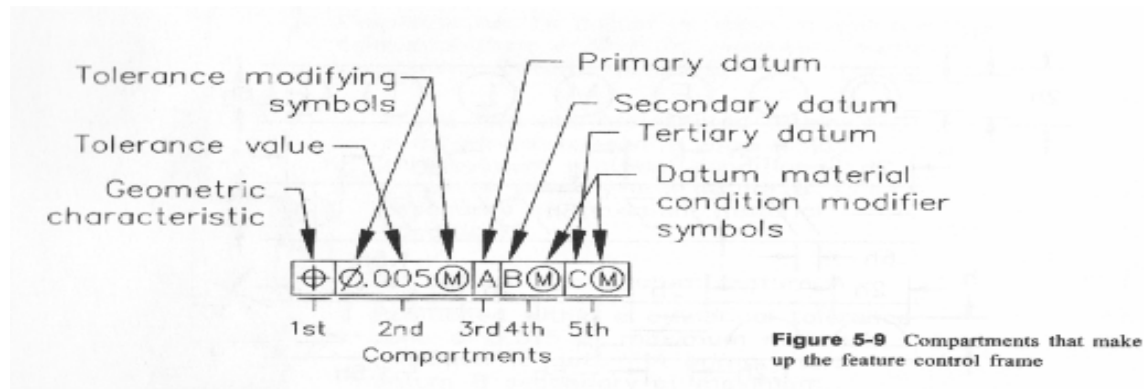 Tolerance modifying
symbols
Tolerance value
Geometric
characteristic
Primary datum
Secondary datum
Tertiary datum
Datum material
condition modifier
symbols
⌖ Ø.005Ⓜ A BⓂ CⓂ
1st 2nd 3rd 4th 5th
Compartments
Figure 5-9 Compartments that make
up the feature control frame